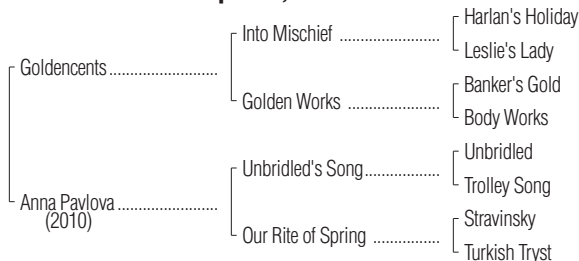 Harlan's Holiday
Into Mischief ....................
Leslie's Lady
Goldencents......................
Banker's Gold
Golden Works ..................
Body Works
Unbridled
Unbridled's Song...............
Trolley Song
Anna Pavlova ....................
(2010)
Stravinsky
Our Rite of Spring .............
Turkish Tryst